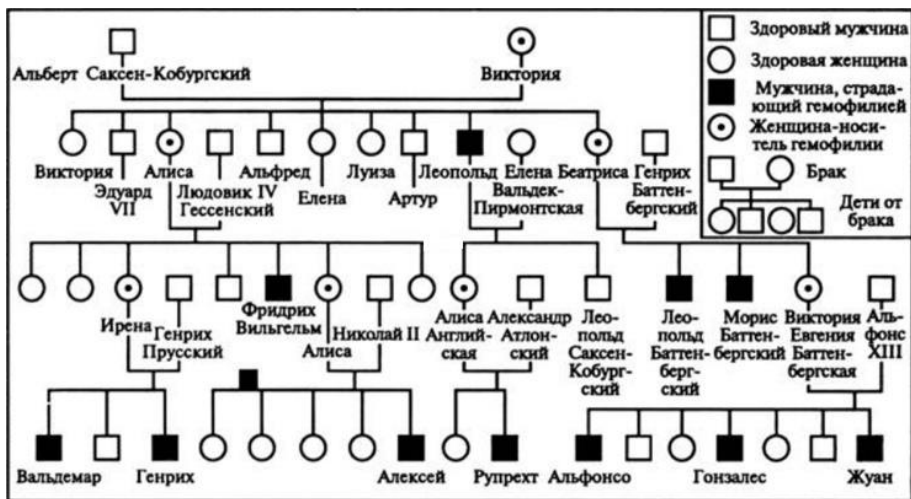 Альберт Саксен-Кобургский
Виктория
Здоровый мужчина
Здоровая женщина
Мужчина, страда-
ющий гемофилией
Женщина-носи-
тель гемофилии
Брак
Дети от
брака
Виктория
Эдуард
VII
Алиса
Людовик IV
Гессенский
Альфред
Елена
Луиза
Артур
Леопольд
Елена
Вальдек-
Пирмонтская
Беатриса
Генрих
Баттен-
бергский
Ирена
Генрих
Прусский
Фридрих
Вильгельм
Алиса
Николай II
Алиса
Англий-
ская
Александр
Атлон-
ский
Лео-
польд
Саксен-
Кобург-
ский
Лео-
польд
Баттен-
берг-
ский
Морис
Баттен-
бергский
Виктория
Евгения
Баттен-
бергская
Аль-
фонс
XIII
Вальдемар
Генрих
Алексей
Рупрехт
Альфонсо
Гонзалес
Жуан